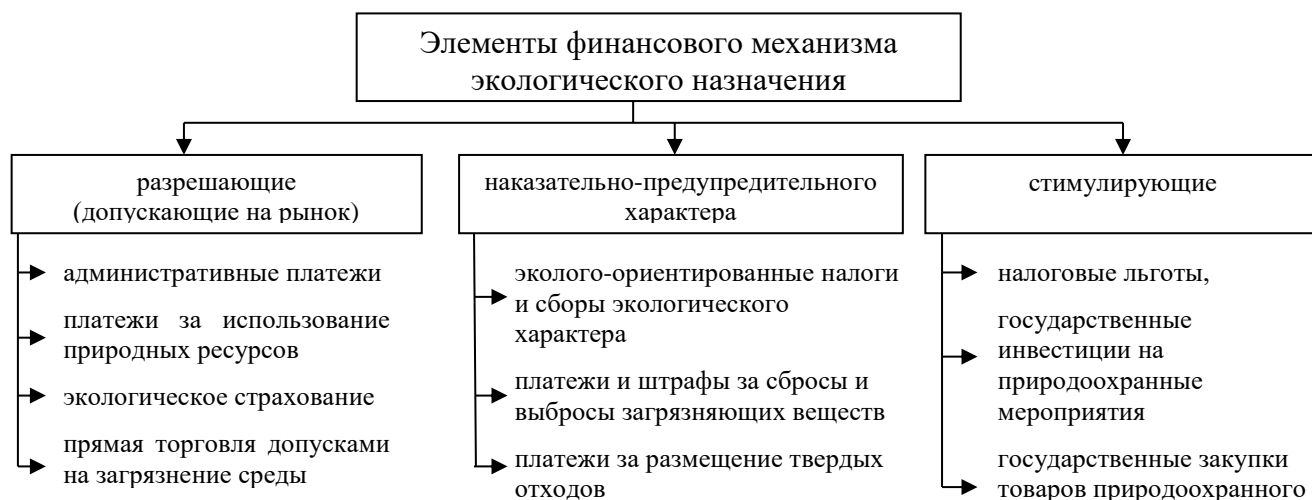 Элементы финансового механизма
экологического назначения
разрешающие
(допускающие на рынок)
административные платежи
платежи за использование
природных ресурсов
экологическое страхование
прямая торговля допусками
на загрязнение среды
наказательно-предупредительного
характера
эколого-ориентированные налоги
и сборы экологического
характера
платежи и штрафы за сбросы и
выбросы загрязняющих веществ
платежи за размещение твердых
отходов
стимулирующие
налоговые льготы,
государственные
инвестиции на
природоохранные
мероприятия
государственные закупки
товаров природоохранного